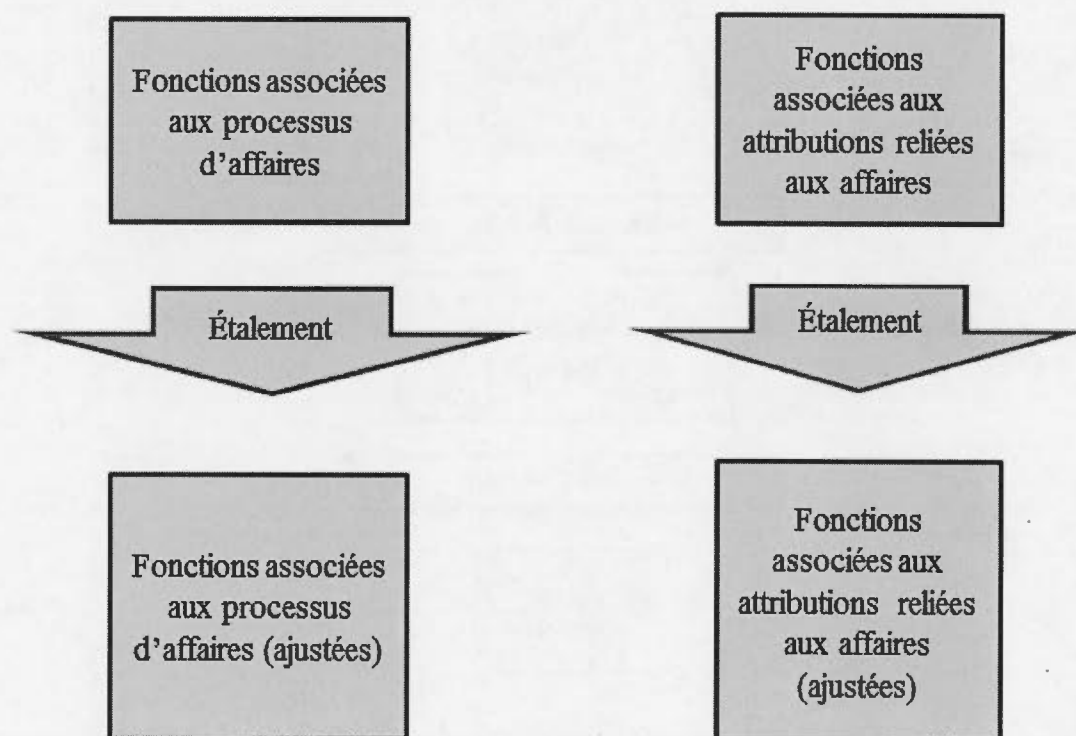 Fonctions associées
aux processus
d'affaires
Fonctions
associées aux
attributions reliées
aux affaires
Étalement
Étalement
Fonctions associées
aux processus
d'affaires (ajustées)
Fonctions
associées aux
attributions reliées
aux affaires
(ajustées)